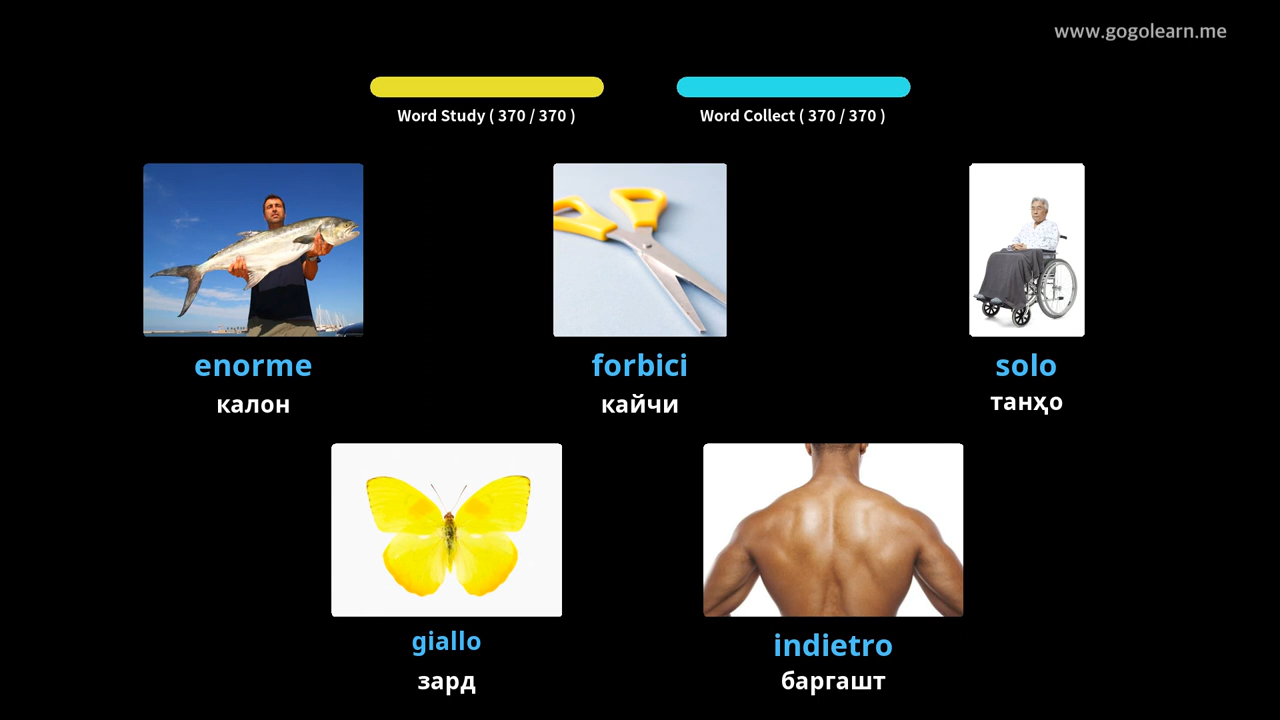 www.gogolearn.me
Word Study ( 370 / 370 )
Word Collect ( 370 / 370 )
enorme
калон
forbici
кайчи
solo
танҳо
giallo
зард
indietro
баргашт